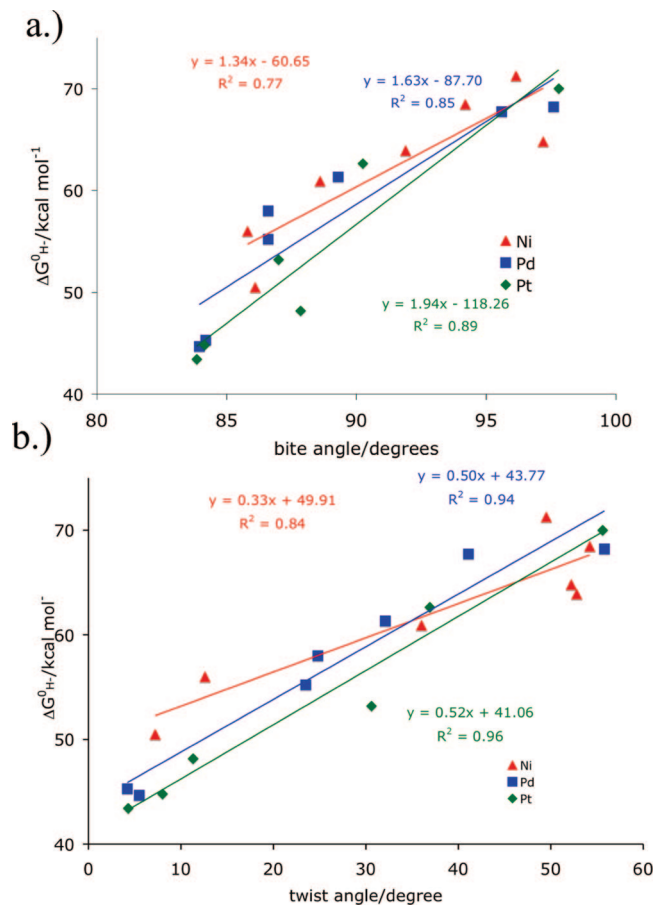 a.)
y = 1.34x - 60.65
R² = 0.77
y = 1.63x - 87.70
R² = 0.85
70
60
50
40
ΔG⁰H-/kcal mol⁻¹
Ni
Pd
Pt
y = 1.94x - 118.26
R² = 0.89
80 85 90 95 100
bite angle/degrees
b.)
y = 0.33x + 49.91
R² = 0.84
y = 0.50x + 43.77
R² = 0.94
70
60
50
40
ΔG⁰H-/kcal mol⁻
y = 0.52x + 41.06
R² = 0.96
Ni
Pd
Pt
0 10 20 30 40 50 60
twist angle/degree